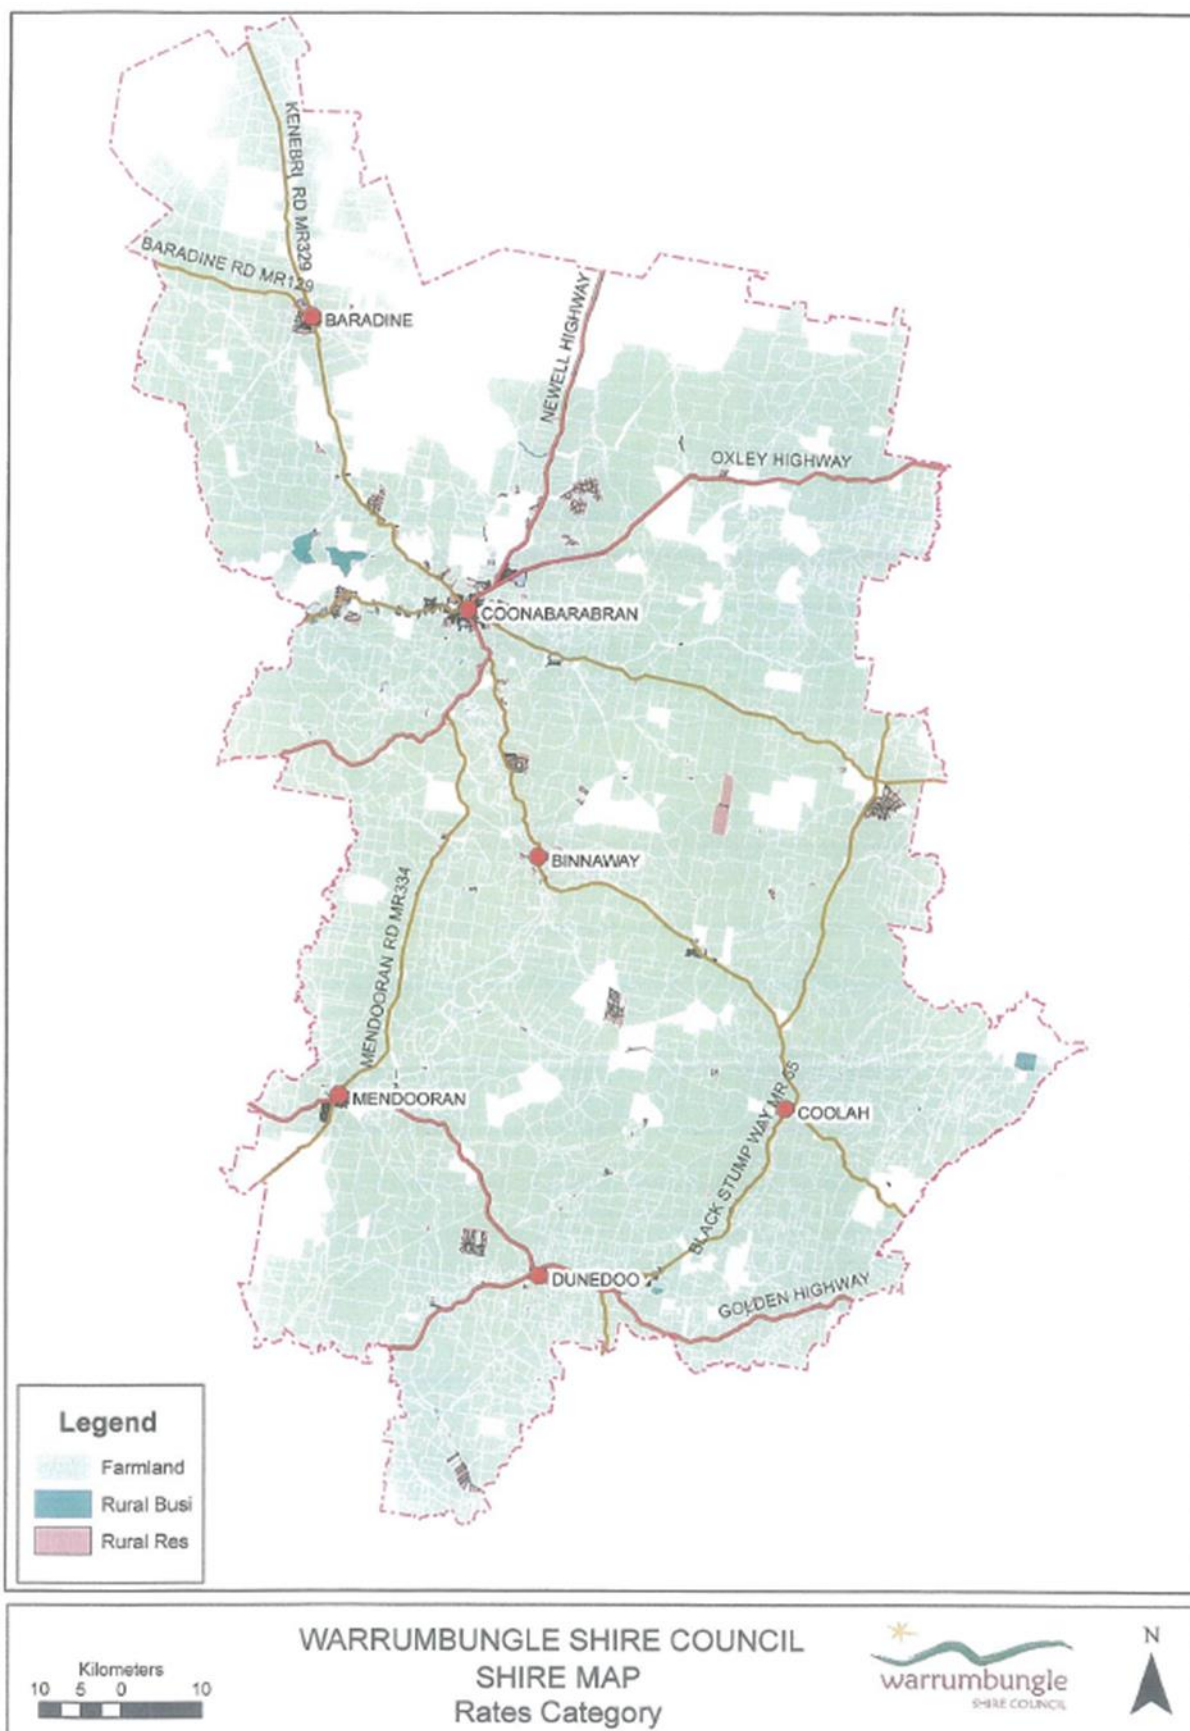 KENEBRI RD MR329
BARADINE RD MR129
BARADINE
NEWELL HIGHWAY
OXLEY HIGHWAY
COONABARABRAN
BINNAWAY
MENDOORAN RD MR334
MENDOORAN
COOLAH
BLACK STUMP WAY MR 55
DUNEDOO
GOLDEN HIGHWAY
Legend
Farmland
Rural Busi
Rural Res
Kilometers
10 5 0 10
WARRUMBUNGLE SHIRE COUNCIL
SHIRE MAP
Rates Category
warrumbungle
SHIRE COUNCIL
N